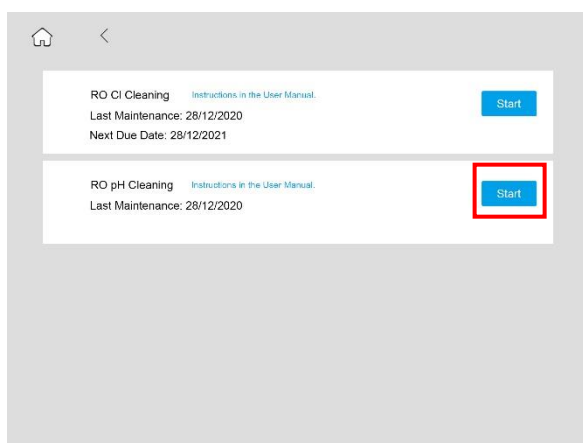 RO Cl Cleaning Instructions in the User Manual.
Start
Last Maintenance: 28/12/2020
Next Due Date: 28/12/2021
RO pH Cleaning Instructions in the User Manual.
Start
Last Maintenance: 28/12/2020